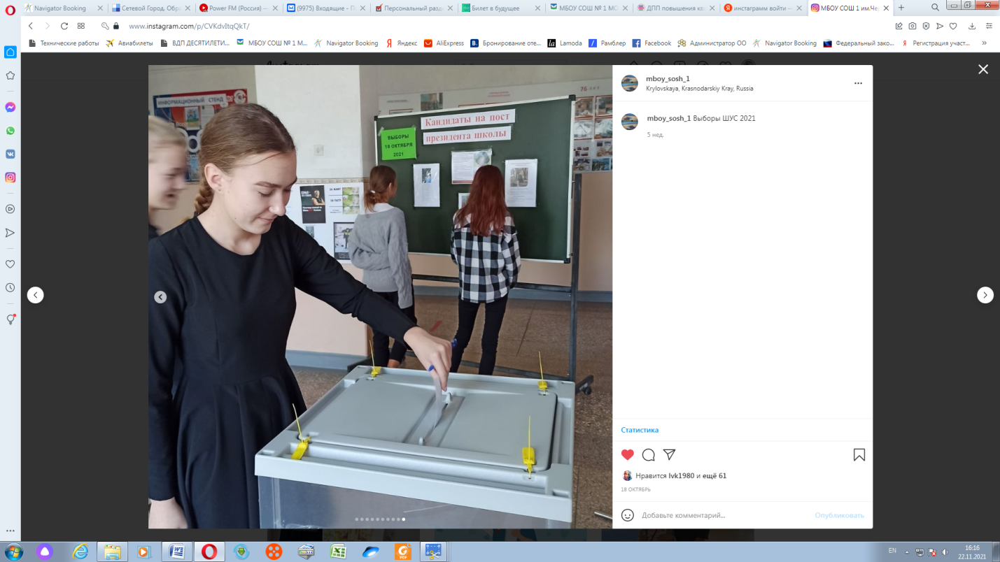 Navigator Booking
Сетевой Город. Обра
Power FM (Россия) —
(9975) Входящие - П
Персональный разд
Билет в будущее
МБОУ СОШ № 1 МО
ДПП повышения кв
инстаграмм войти —
МБОУ СОШ 1 им.Че
www.instagram.com/p/CVKdvItqQkT/
Технические работы
Авиабилеты
ВДП ДЕСЯТИЛЕТИ...
МБОУ СОШ № 1 М...
Navigator Booking
Яндекс
AliExpress
Бронирование оте...
Lamoda
Рамблер
Facebook
Администратор ОО
Navigator Booking
Федеральный зако...
Регистрация участ...
ИНФОРМАЦИОННЫЙ СТЕНД
Кандидаты на пост
президента школы
ВЫБОРЫ
18 ОКТЯБРЯ
2021
mboy_sosh_1
Krylovskaya, Krasnodarskiy Kray, Russia
mboy_sosh_1 Выборы ШУС 2021
5 нед.
Статистика
Нравится lvk1980 и ещё 61
18 ОКТЯБРЬ
Добавьте комментарий...
Опубликовать
EN
16:16
22.11.2021